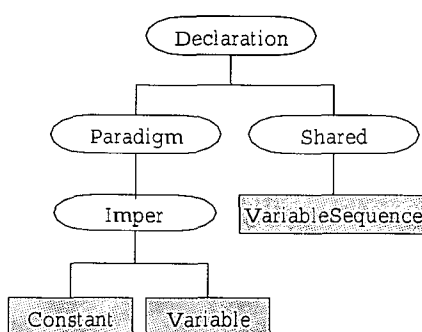 Declaration
Paradigm Shared
Imper VariableSequence
Constant Variable